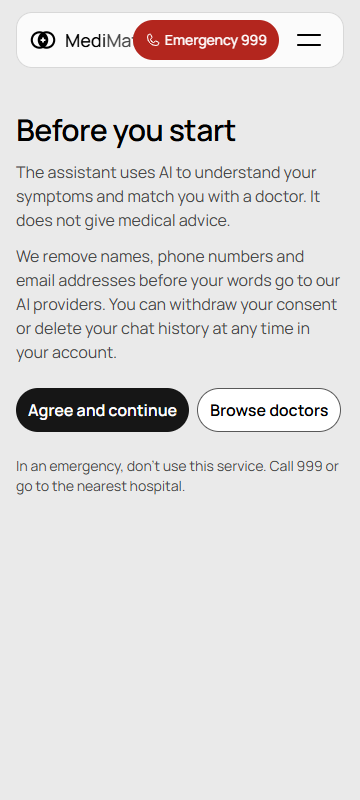 MediMa
Emergency 999
Before you start
The assistant uses AI to understand your
symptoms and match you with a doctor. It
does not give medical advice.
We remove names, phone numbers and
email addresses before your words go to our
AI providers. You can withdraw your consent
or delete your chat history at any time in
your account.
Agree and continue
Browse doctors
In an emergency, don't use this service. Call 999 or
go to the nearest hospital.